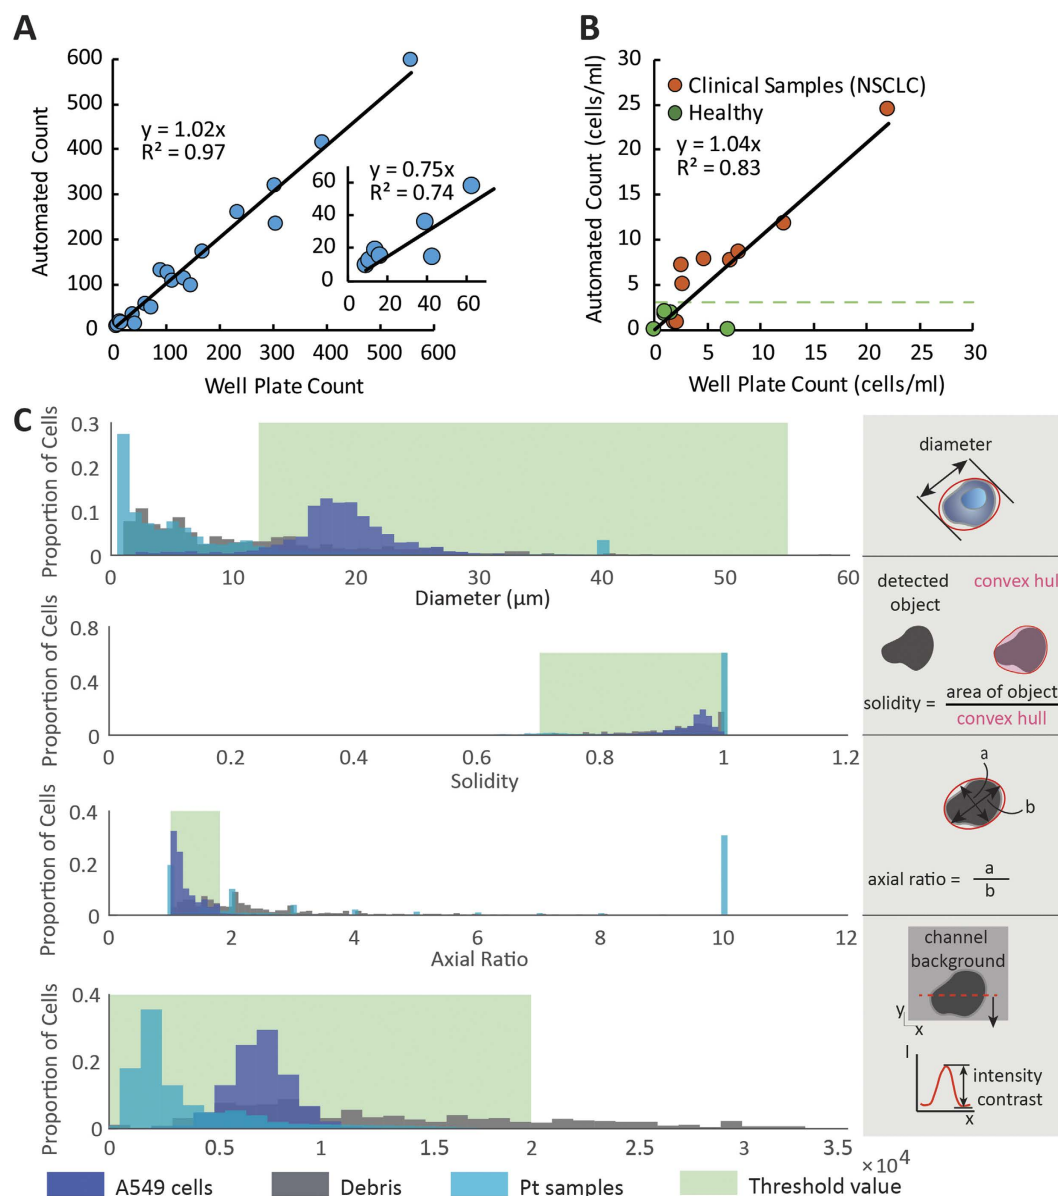 A
600
500
400
300
200
100
0
Automated Count
y = 1.02x
R² = 0.97
60
40
20
0
y = 0.75x
R² = 0.74
0 20 40 60
0 100 200 300 400 500 600
Well Plate Count
B
30
25
20
15
10
5
0
Automated Count (cells/ml)
Clinical Samples (NSCLC)
Healthy
y = 1.04x
R² = 0.83
0 5 10 15 20 25 30
Well Plate Count (cells/ml)
C
Proportion of Cells
0.3
0.2
0.1
0
0 10 20 30 40 50 60
Diameter (µm)
diameter
Proportion of Cells
0.8
0.4
0
0 0.2 0.4 0.6 0.8 1 1.2
Solidity
detected
object
convex hul
solidity = area of object
convex hull
Proportion of Cells
0.4
0.2
0
0 2 4 6 8 10 12
Axial Ratio
a
b
axial ratio = a
b
Proportion of Cells
0.4
0.2
0
0 0.5 1 1.5 2 2.5 3 3.5
×10⁴
channel
background
y
x
I
intensity
contrast
x
A549 cells
Debris
Pt samples
Threshold value